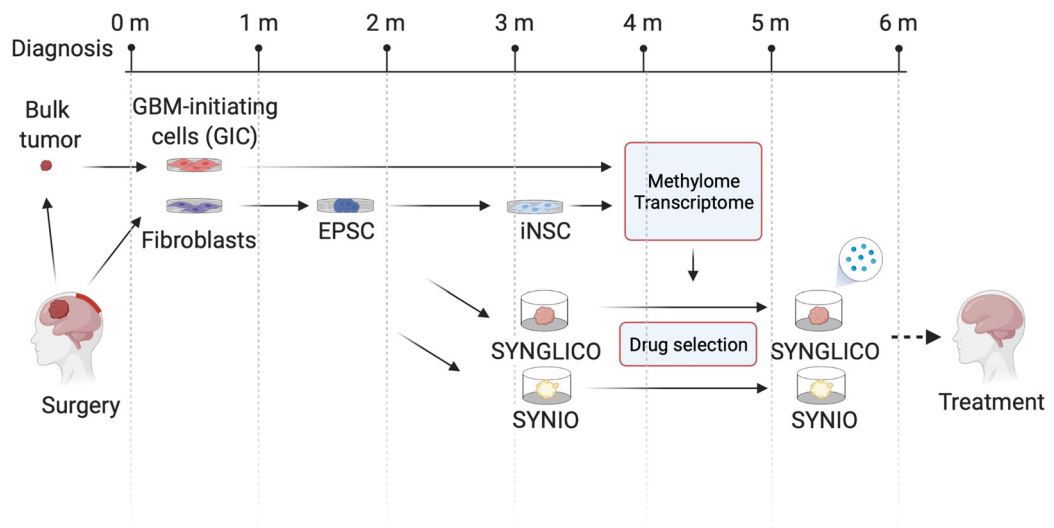 0 m 1 m 2 m 3 m 4 m 5 m 6 m
Diagnosis
Bulk
tumor
GBM-initiating
cells (GIC)
Methylome
Transcriptome
Fibroblasts
EPSC
iNSC
SYNGLICO
Drug selection
SYNGLICO
Surgery
SYNIO
SYNIO
Treatment